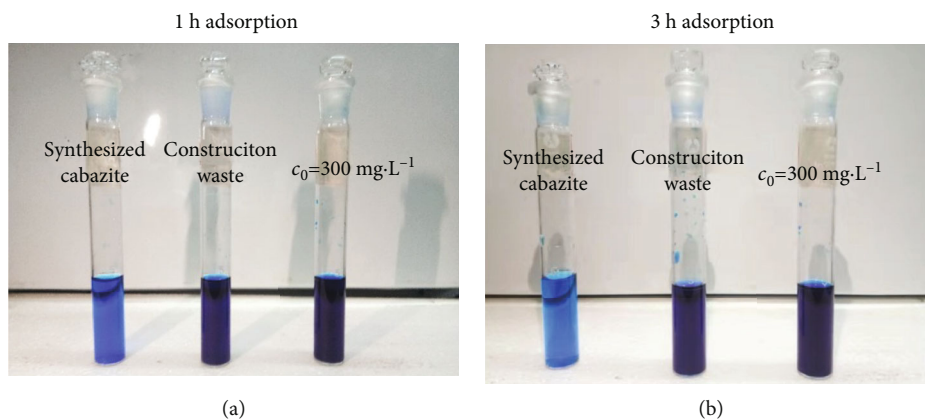 1 h adsorption
Synthesized
cabazite
Construciton
waste
c₀=300 mg·L⁻¹
(a)
3 h adsorption
Synthesized
cabazite
Construciton
waste
c₀=300 mg·L⁻¹
(b)